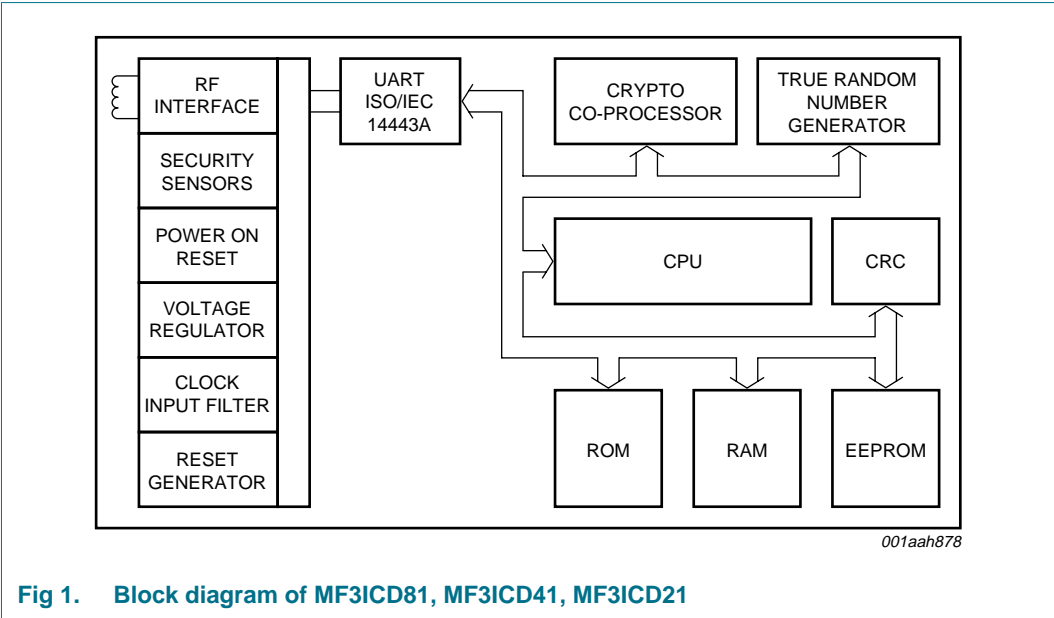 RF
INTERFACE
SECURITY
SENSORS
POWER ON
RESET
VOLTAGE
REGULATOR
CLOCK
INPUT FILTER
RESET
GENERATOR
UART
ISO/IEC
14443A
CRYPTO
CO-PROCESSOR
TRUE RANDOM
NUMBER
GENERATOR
CPU
CRC
ROM
RAM
EEPROM
001aah878
Fig 1. Block diagram of MF3ICD81, MF3ICD41, MF3ICD21